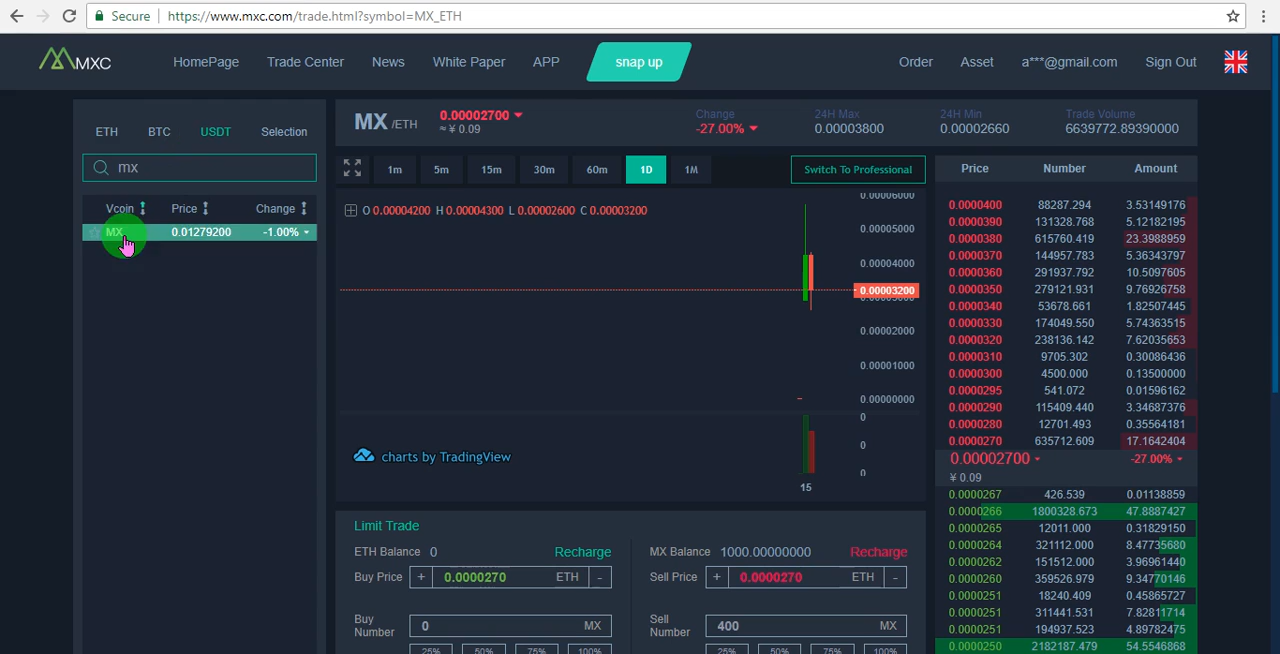 Secure https://www.mxc.com/trade.html?symbol=MX_ETH
MXC HomePage Trade Center News White Paper APP snap up Order Asset a***@gmail.com Sign Out
ETH BTC USDT Selection
mx
Vcoin Price Change
MX 0.01279200 -1.00%
MX /ETH 0.00002700 ≈ ¥ 0.09
Change -27.00%
24H Max 0.00003800
24H Min 0.00002660
Trade Volume 6639772.89390000
1m 5m 15m 30m 60m 1D 1M Switch To Professional
O 0.00004200 H 0.00004300 L 0.00002600 C 0.00003200
0.00006000
0.00005000
0.00004000
0.00003200
0.00003000
0.00002000
0.00001000
0.00000000
0
0
0
charts by TradingView
15
Limit Trade
ETH Balance 0 Recharge
Buy Price + 0.0000270 ETH -
Buy Number 0 MX
25% 50% 75% 100%
MX Balance 1000.00000000 Recharge
Sell Price + 0.0000270 ETH -
Sell Number 400 MX
25% 50% 75% 100%
Price Number Amount
0.0000400 88287.294 3.53149176
0.0000390 131328.768 5.12182195
0.0000380 615760.419 23.3988959
0.0000370 144957.783 5.36343797
0.0000360 291937.792 10.5097605
0.0000350 279121.931 9.76926758
0.0000340 53678.661 1.82507445
0.0000330 174049.550 5.74363515
0.0000320 238136.142 7.62035653
0.0000310 9705.302 0.30086436
0.0000300 4500.000 0.13500000
0.0000295 541.072 0.01596162
0.0000290 115409.440 3.34687376
0.0000280 12701.493 0.35564181
0.0000270 635712.609 17.1642404
0.00002700 -27.00%
¥ 0.09
0.0000267 426.539 0.01138859
0.0000266 1800328.673 47.8887427
0.0000265 12011.000 0.31829150
0.0000264 321112.000 8.47735680
0.0000262 151512.000 3.96961440
0.0000260 359526.979 9.34770146
0.0000251 18240.409 0.45865727
0.0000251 311441.531 7.82811714
0.0000251 194937.523 4.89782475
0.0000250 2182187.479 54.5546868